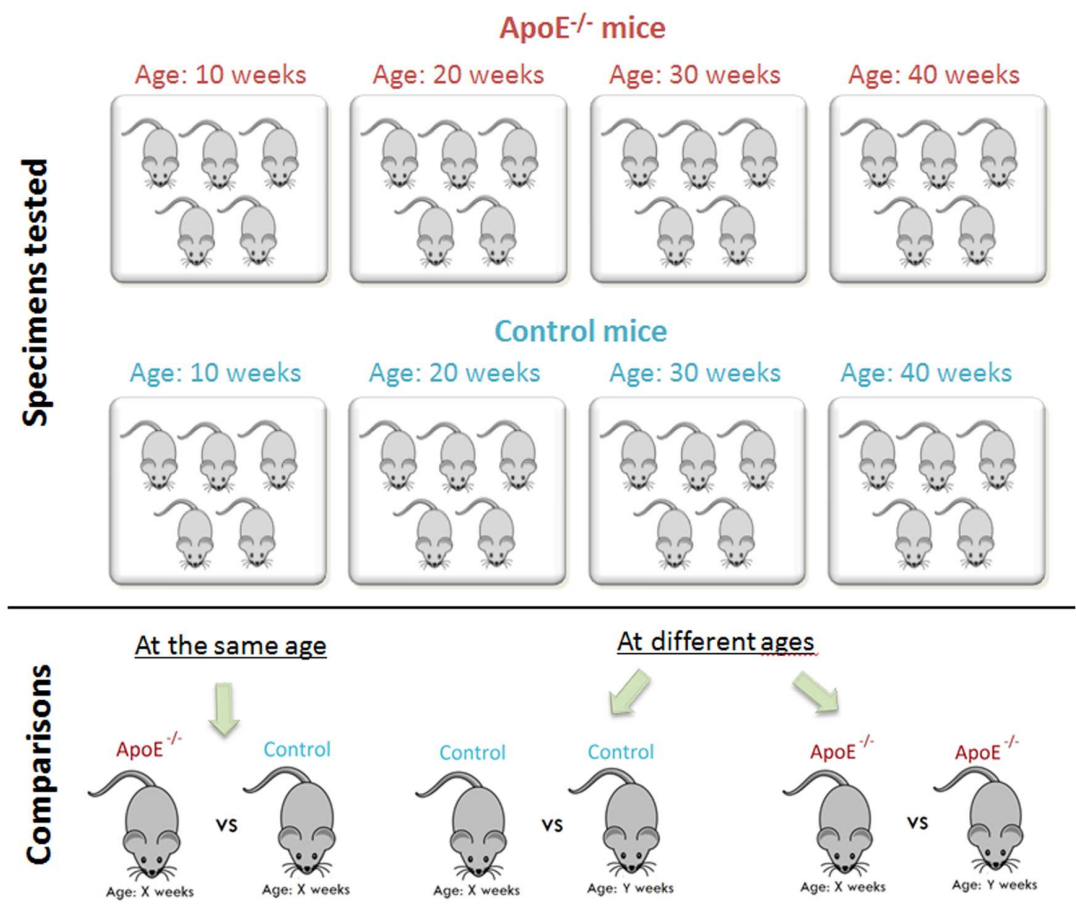 ApoE-/- mice
Age: 10 weeks Age: 20 weeks Age: 30 weeks Age: 40 weeks
Specimens tested
Control mice
Age: 10 weeks Age: 20 weeks Age: 30 weeks Age: 40 weeks
Comparisons
At the same age At different ages
ApoE-/- Control Control Control ApoE-/- ApoE-/-
vs vs vs
Age: X weeks Age: X weeks Age: X weeks Age: Y weeks Age: X weeks Age: Y weeks